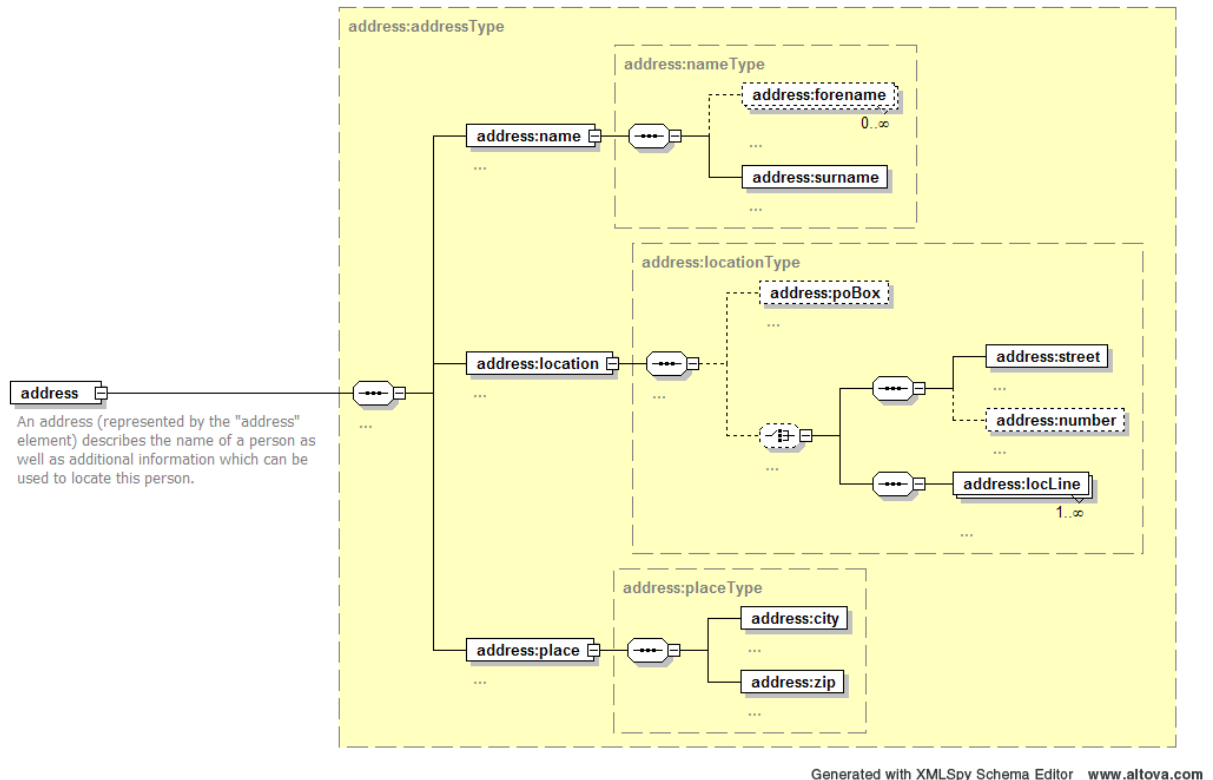 address:addressType
address:nameType
address:forename
0..∞
...
address:name
...
address:surname
...
address:locationType
address:poBox
...
address:street
...
address:location
...
...
address:number
...
...
address:locLine
1..∞
...
address
An address (represented by the "address"
element) describes the name of a person as
well as additional information which can be
used to locate this person.
...
address:placeType
address:city
...
address:place
...
address:zip
...
Generated with XMLSpy Schema Editor www.altova.com